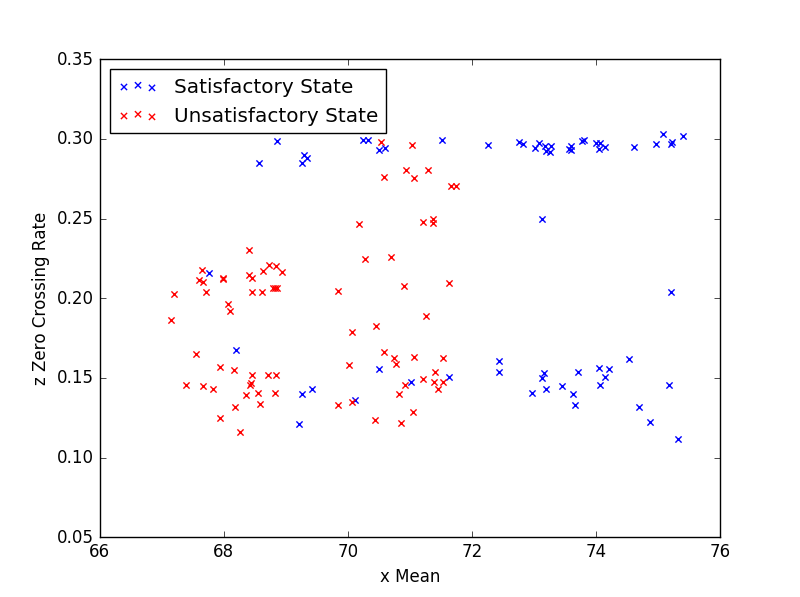 0.35
0.30
0.25
0.20
0.15
0.10
0.05
z Zero Crossing Rate
Satisfactory State
Unsatisfactory State
66 68 70 72 74 76
x Mean